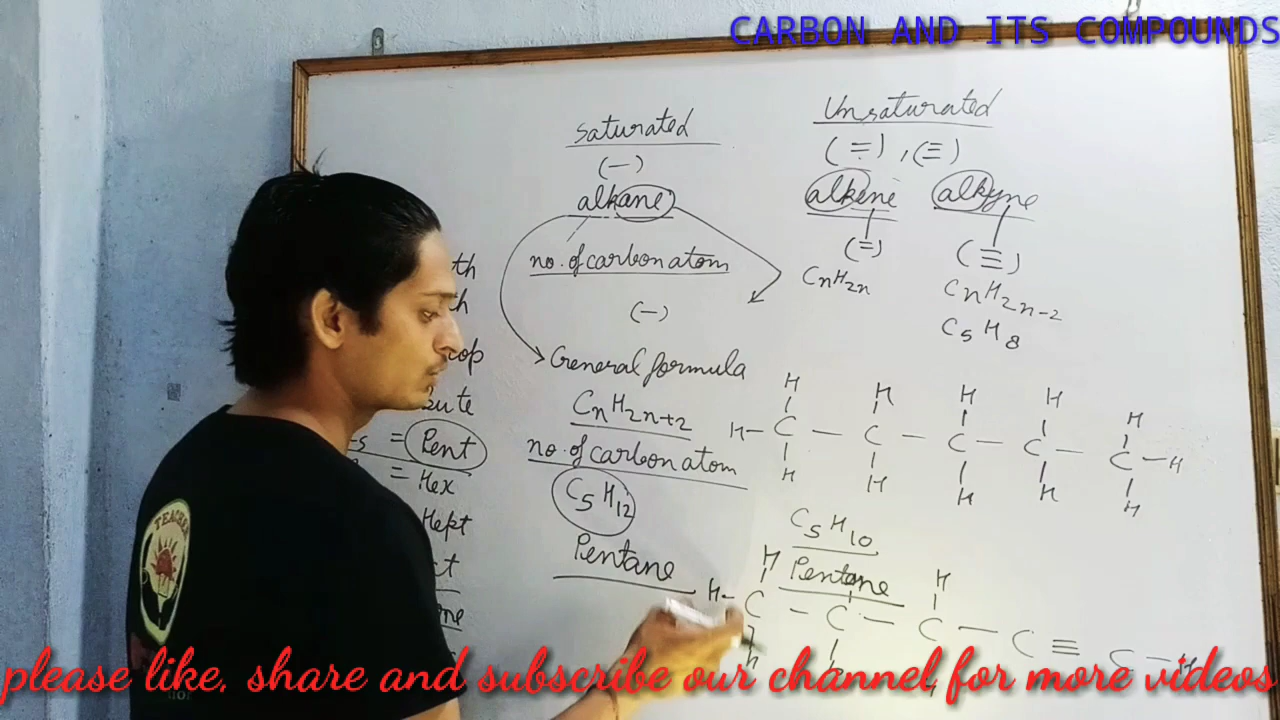 CARBON AND ITS COMPOUNDS
Saturated
(—)
alkane
no. of carbon atom
(—)
General formula
CnH2n+2
no. of carbon atom
C5H12
Pentane
Unsaturated
(=), (≡)
alkene alkyne
(=) (≡)
CnH2n CnH2n-2
C5H8
H H H H H
H — C — C — C — C — C — H
H H H H H
C5H10
Pentane
H H
H — C — C — C — C ≡ C — H
= Pent
= Hex
Hept
TEACHER
please like, share and subscribe our channel for more videos